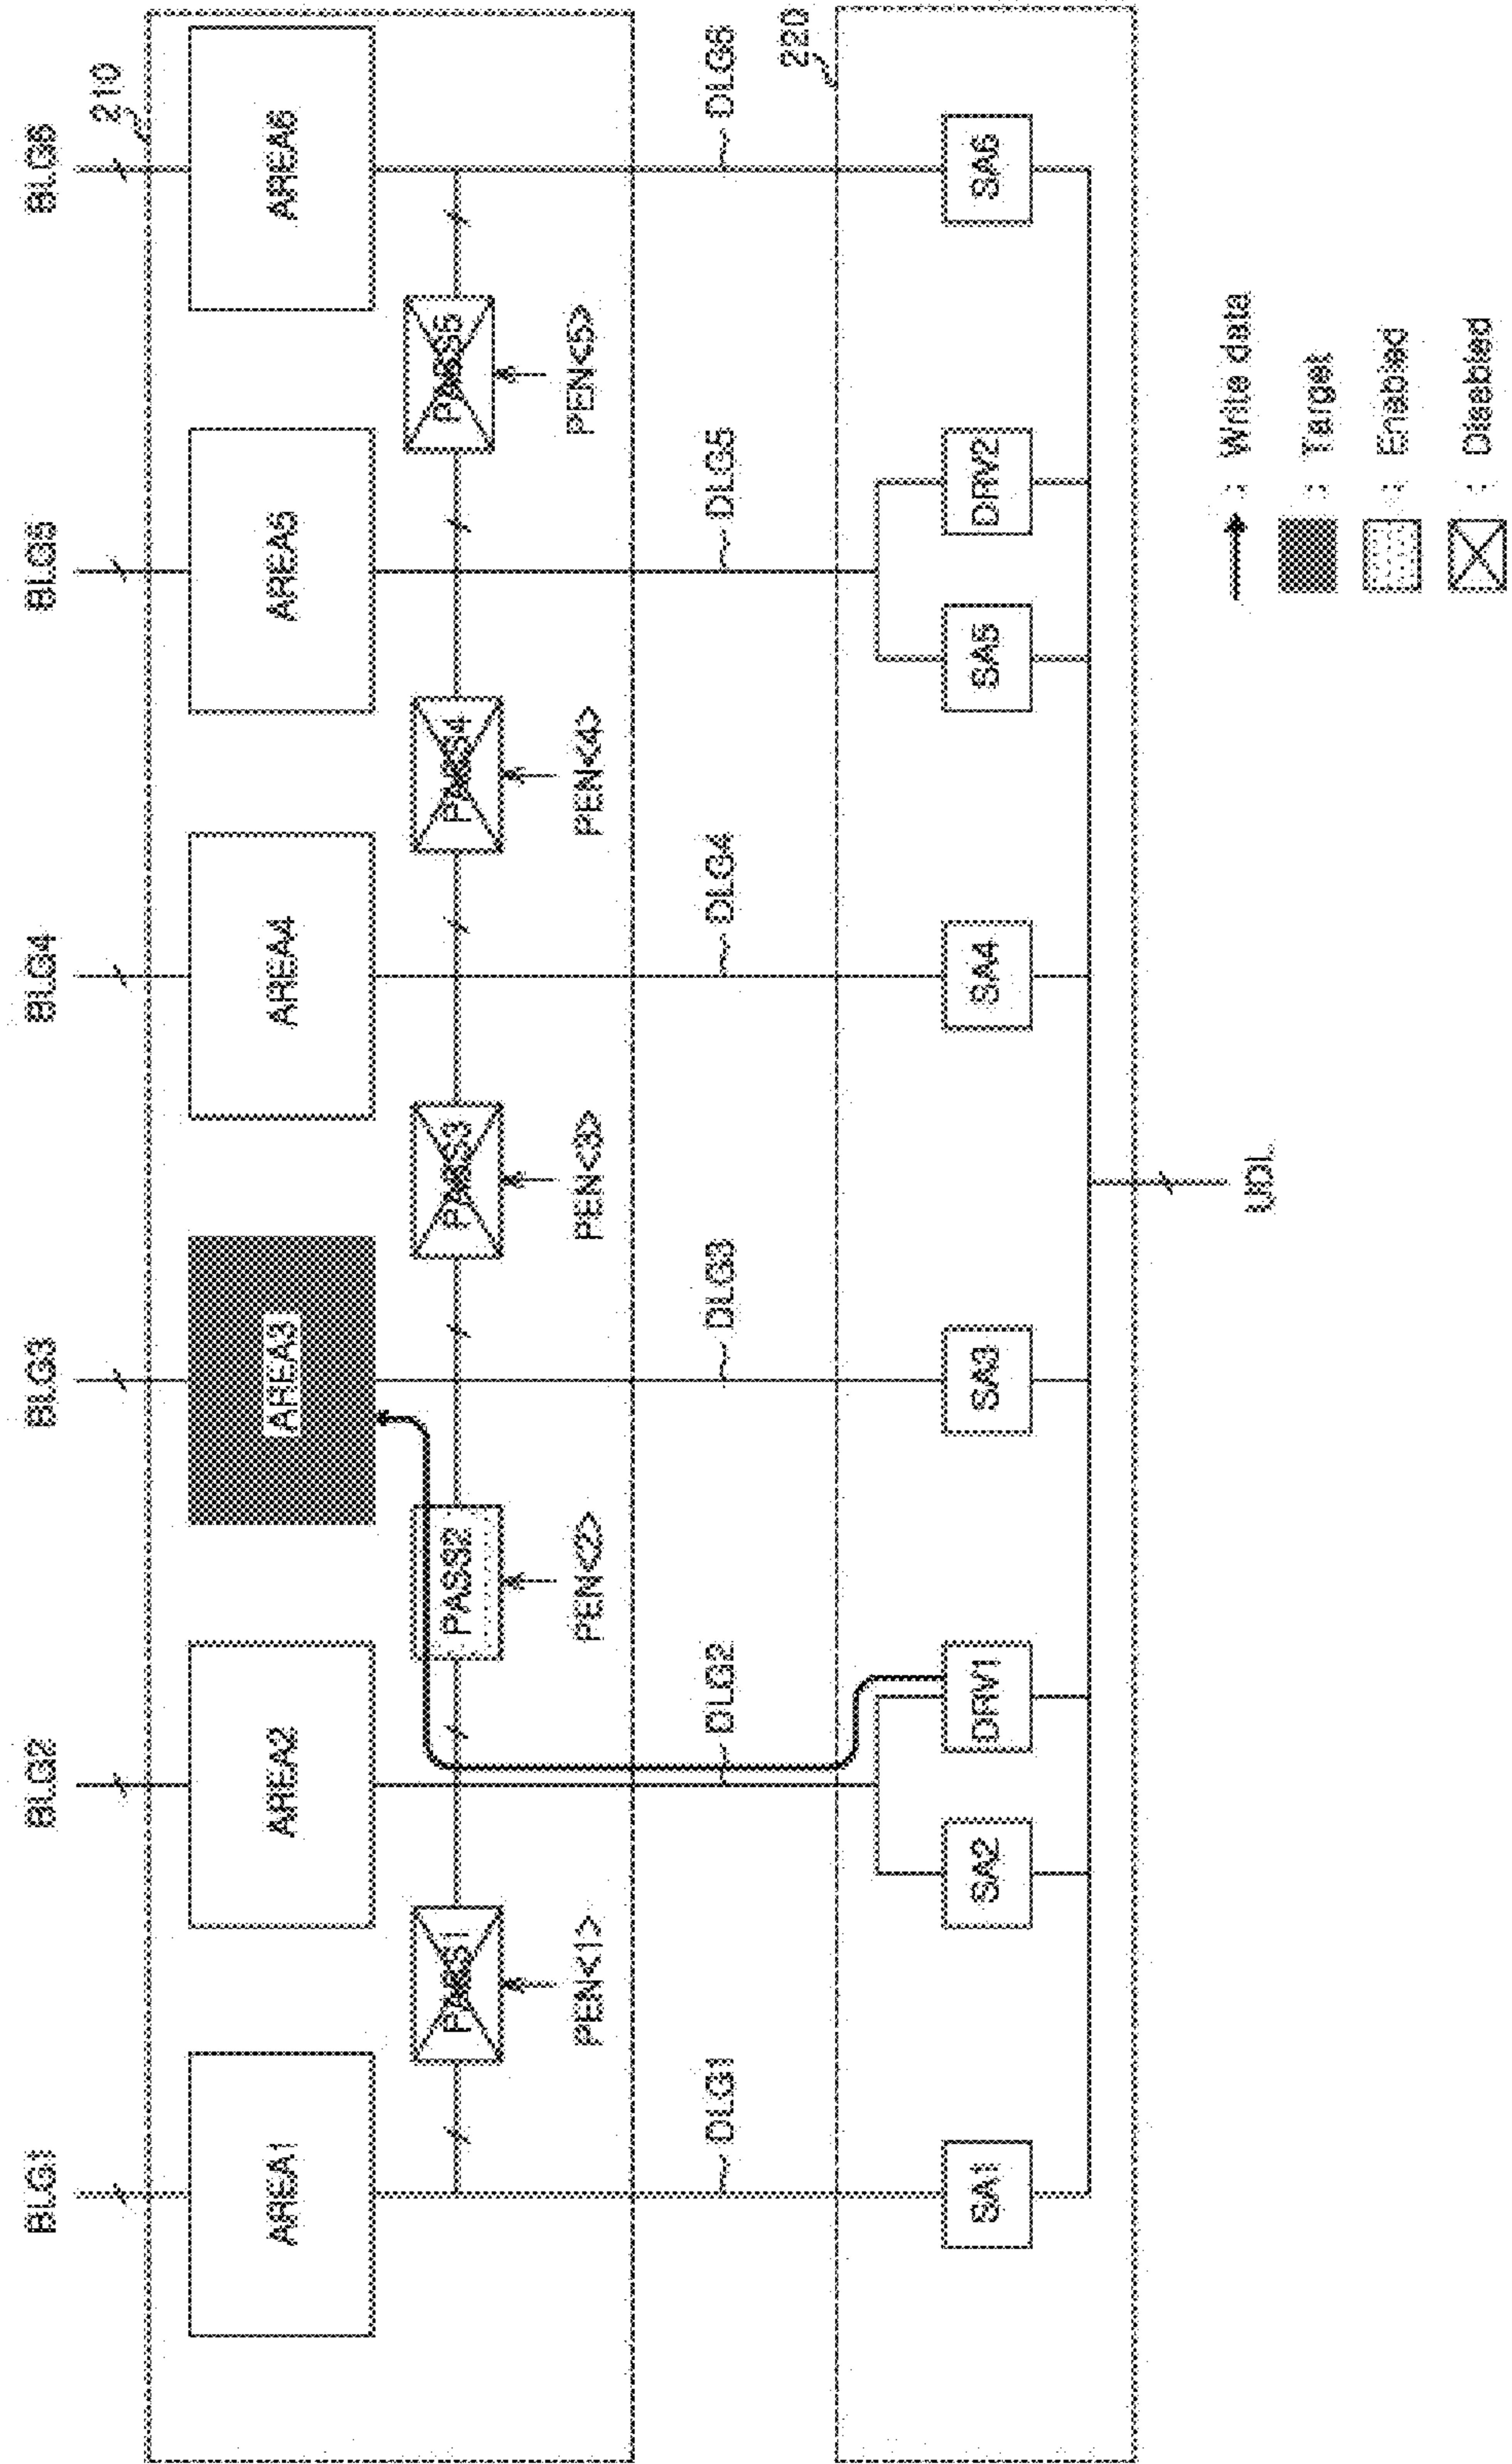 BLG1 BLG2 BLG3 BLG4 BLG5 BLG6
210
AREA1 AREA2 AREA3 AREA4 AREA5 AREA6
PASS1 PASS2 PASS3 PASS4 PASS5
PEN<1> PEN<2> PEN<3> PEN<4> PEN<5>
DLG1 DLG2 DLG3 DLG4 DLG5 DLG6
220
SA1 SA2 DRV1 SA3 SA4 SA5 DRV2 SA6
UDL
: Write data
: Target
: Enabled
: Disabled